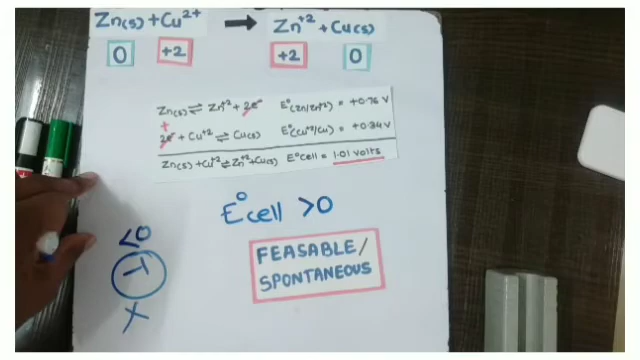 Zn(s) + Cu²⁺ → Zn⁺² + Cu(s)
0 +2 +2 0
Zn(s) ⇌ Zn⁺² + 2e⁻ E°(Zn/Zn⁺²) = +0.76 V
+
2e⁻ + Cu⁺² ⇌ Cu(s) E°(Cu⁺²/Cu) = +0.34 V
Zn(s) + Cu⁺² ⇌ Zn⁺² + Cu(s) E°cell = 1.01 volts
E°cell >0
<0
FEASABLE/
SPONTANEOUS